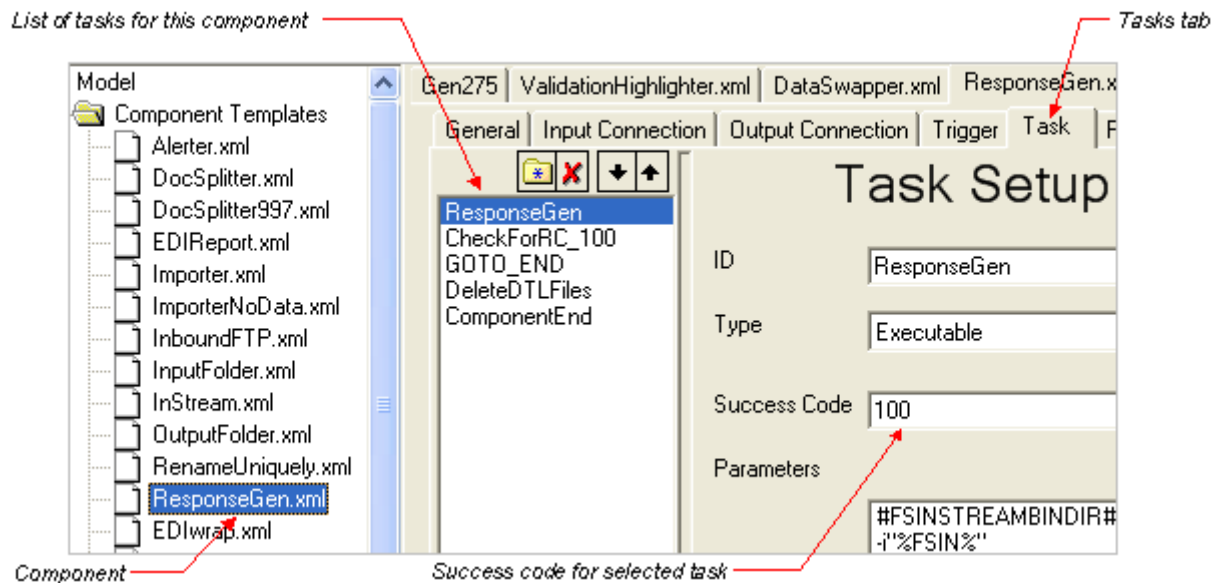 List of tasks for this component
Tasks tab
Model
Component Templates
Alerter.xml
DocSplitter.xml
DocSplitter997.xml
EDIReport.xml
Importer.xml
ImporterNoData.xml
InboundFTP.xml
InputFolder.xml
InStream.xml
OutputFolder.xml
RenameUniquely.xml
ResponseGen.xml
EDIwrap.xml
Gen275 ValidationHighlighter.xml DataSwapper.xml ResponseGen.x
General Input Connection Output Connection Trigger Task
Task Setup
ResponseGen
CheckForRC_100
GOTO_END
DeleteDTLFiles
ComponentEnd
ID ResponseGen
Type Executable
Success Code 100
Parameters
#FSINSTREAMBINDIR#
-i"%FSIN%"
Component
Success code for selected task